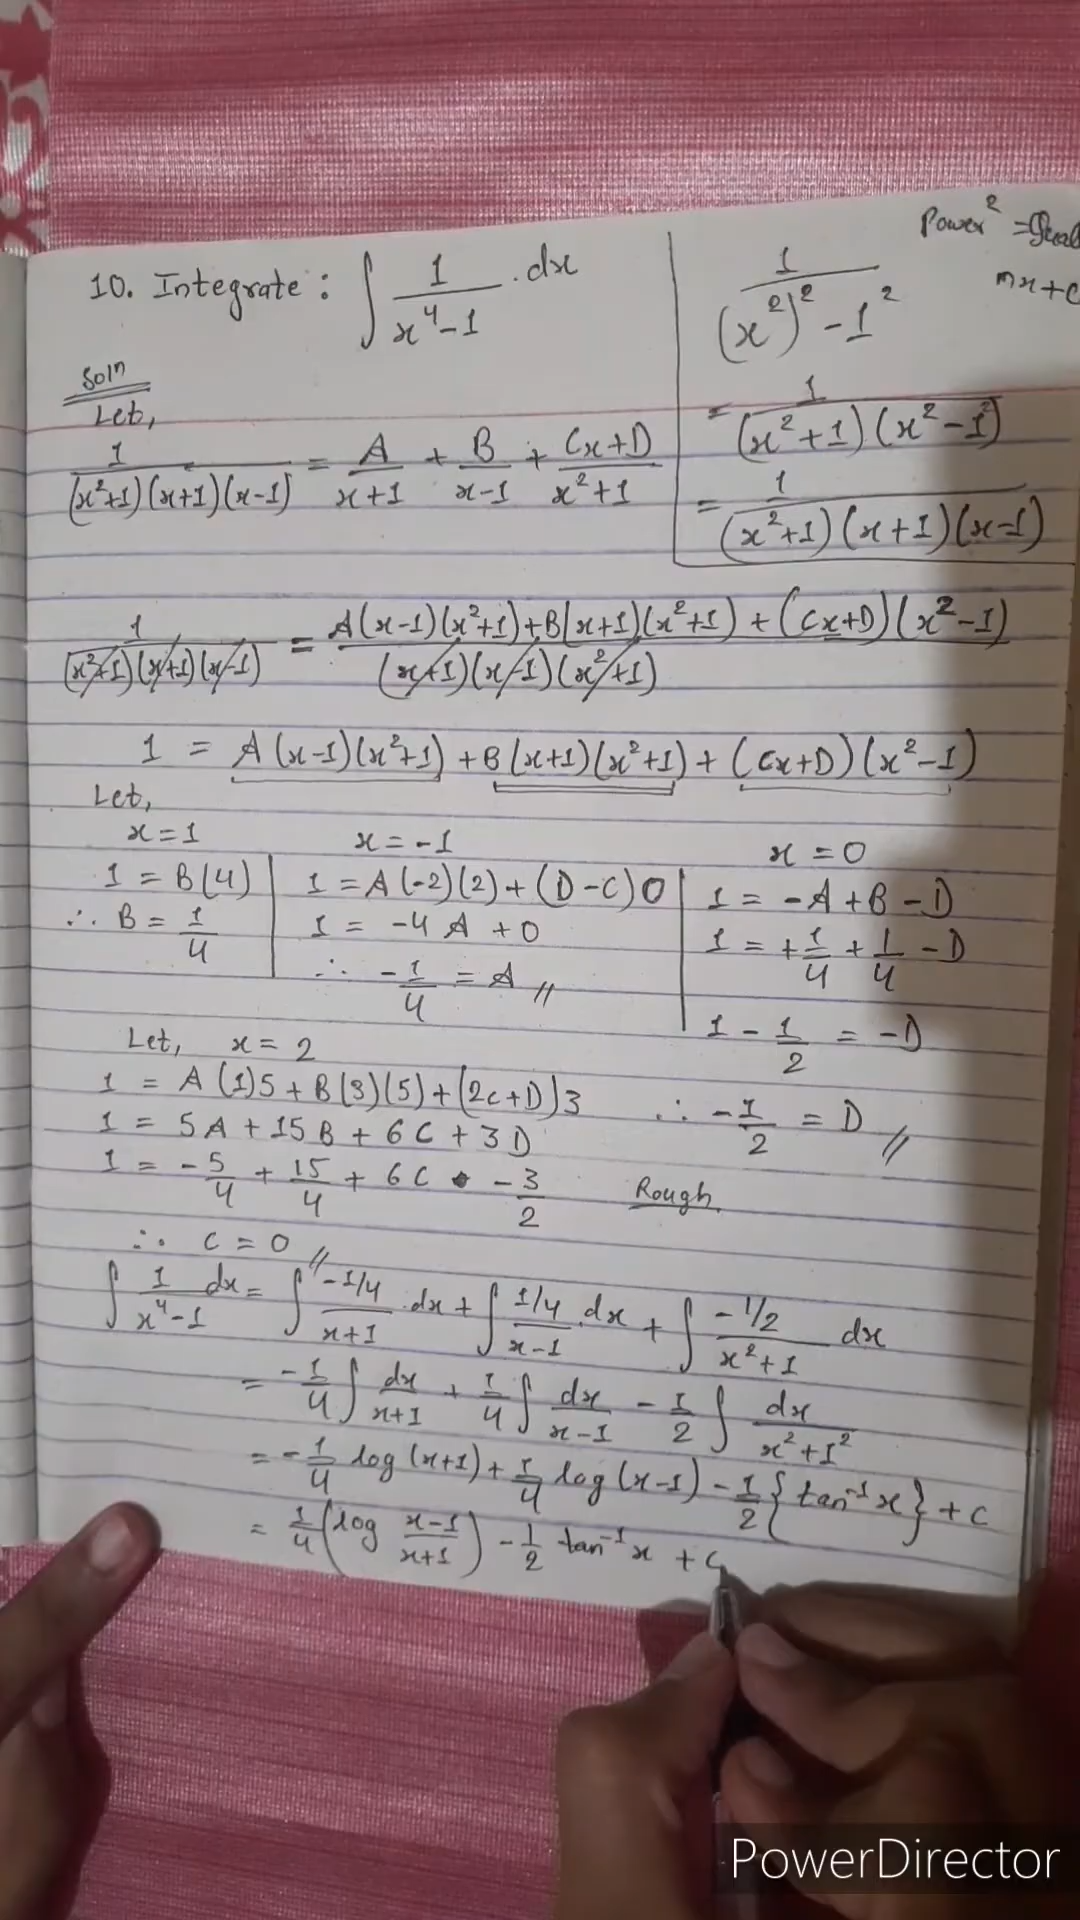 Power² =
mx+c
10. Integrate : ∫ 1/(x⁴-1) .dx
1/((x²)²-1²)
= 1/((x²+1)(x²-1²))
= 1/((x²+1)(x+1)(x-1))
Soln
Let,
1/((x²+1)(x+1)(x-1)) = A/(x+1) + B/(x-1) + (Cx+D)/(x²+1)
1/((x²+1)(x+1)(x-1)) = (A(x-1)(x²+1)+B(x+1)(x²+1)+(Cx+D)(x²-1))/((x+1)(x-1)(x²+1))
1 = A(x-1)(x²+1)+B(x+1)(x²+1)+(Cx+D)(x²-1)
Let,
x=1
1 = B(4)
∴ B = 1/4
x=-1
1 = A(-2)(2)+(D-C)0
1 = -4A+0
∴ -1/4 = A //
x=0
1 = -A+B-D
1 = +1/4 + 1/4 -D
1 - 1/2 = -D
∴ -1/2 = D //
Let, x=2
1 = A(1)5+B(3)(5)+(2c+D)3
1 = 5A+15B+6C+3D
1 = -5/4 + 15/4 + 6C - 3/2
Rough
∴ C = 0 //
∫ 1/(x⁴-1) dx = ∫ (-1/4)/(x+1) .dx + ∫ (1/4)/(x-1) .dx + ∫ (-1/2)/(x²+1) dx
= -1/4 ∫ dx/(x+1) + 1/4 ∫ dx/(x-1) - 1/2 ∫ dx/(x²+1²)
= -1/4 log(x+1)+1/4 log(x-1)-1/2{tan⁻¹x}+c
= 1/4(log (x-1)/(x+1)) - 1/2 tan⁻¹x + c
PowerDirector